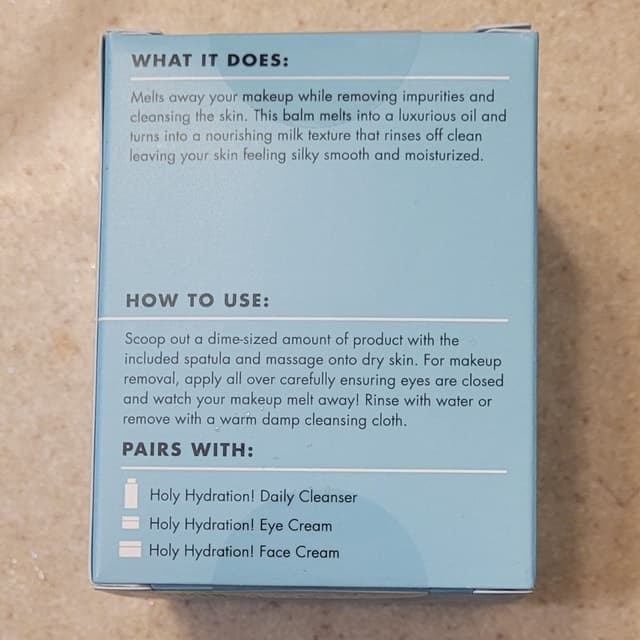 WHAT IT DOES:
Melts away your makeup while removing impurities and
cleansing the skin. This balm melts into a luxurious oil and
turns into a nourishing milk texture that rinses off clean
leaving your skin feeling silky smooth and moisturized.
HOW TO USE:
Scoop out a dime-sized amount of product with the
included spatula and massage onto dry skin. For makeup
removal, apply all over carefully ensuring eyes are closed
and watch your makeup melt away! Rinse with water or
remove with a warm damp cleansing cloth.
PAIRS WITH:
Holy Hydration! Daily Cleanser
Holy Hydration! Eye Cream
Holy Hydration! Face Cream